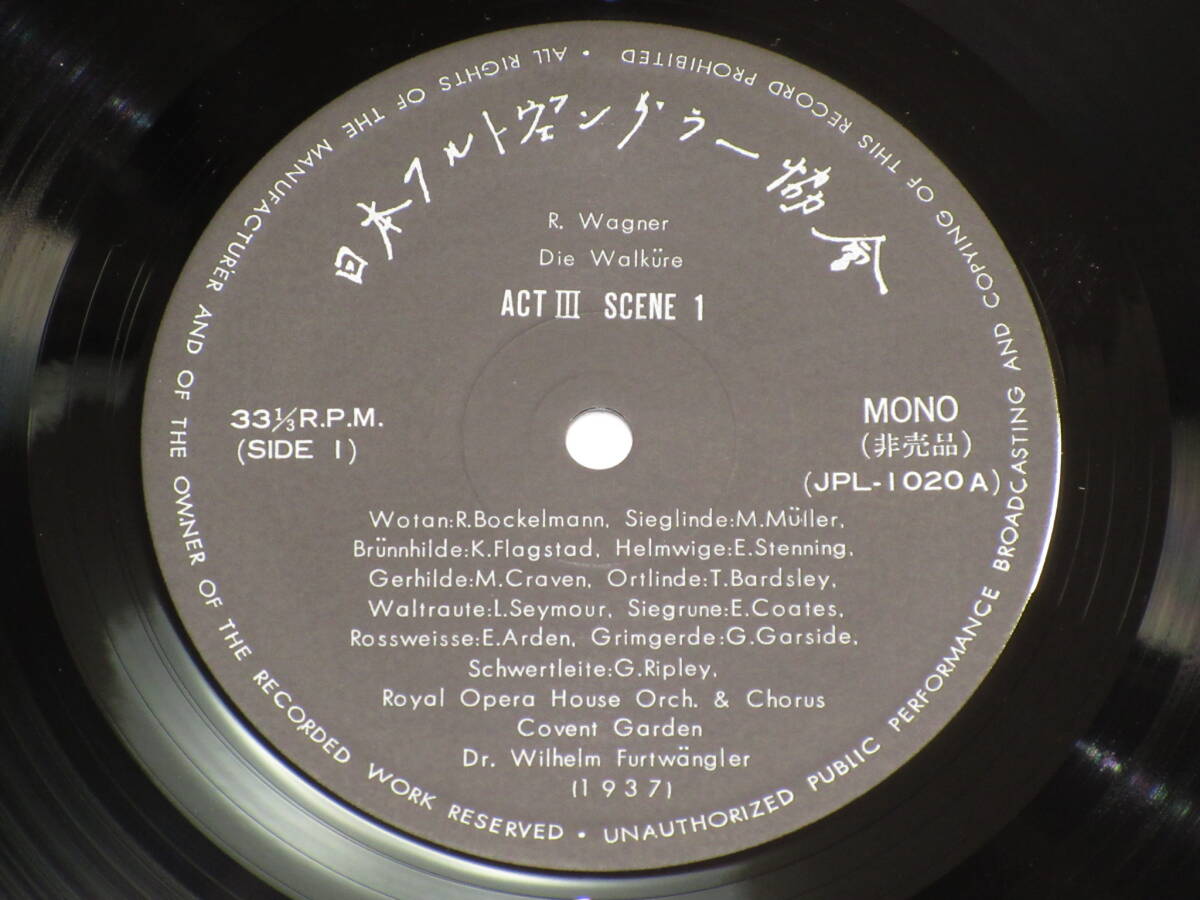 日本フルトヴェングラー協会
R. Wagner
Die Walküre
ACT III SCENE 1
33⅓ R.P.M.
(SIDE 1)
MONO
(非売品)
(JPL-1020A)
Wotan:R.Bockelmann, Sieglinde:M.Müller,
Brünnhilde:K.Flagstad, Helmwige:E.Stenning,
Gerhilde:M.Craven, Ortlinde:T.Bardsley,
Waltraute:L.Seymour, Siegrune:E.Coates,
Rossweisse:E.Arden, Grimgerde:G.Garside,
Schwertleite:G.Ripley,
Royal Opera House Orch. & Chorus
Covent Garden
Dr. Wilhelm Furtwängler
(1937)
ALL RIGHTS OF THE MANUFACTURER AND OF THE OWNER OF THE RECORDED WORK RESERVED • UNAUTHORIZED PUBLIC PERFORMANCE BROADCASTING AND COPYING OF THIS RECORD PROHIBITED •